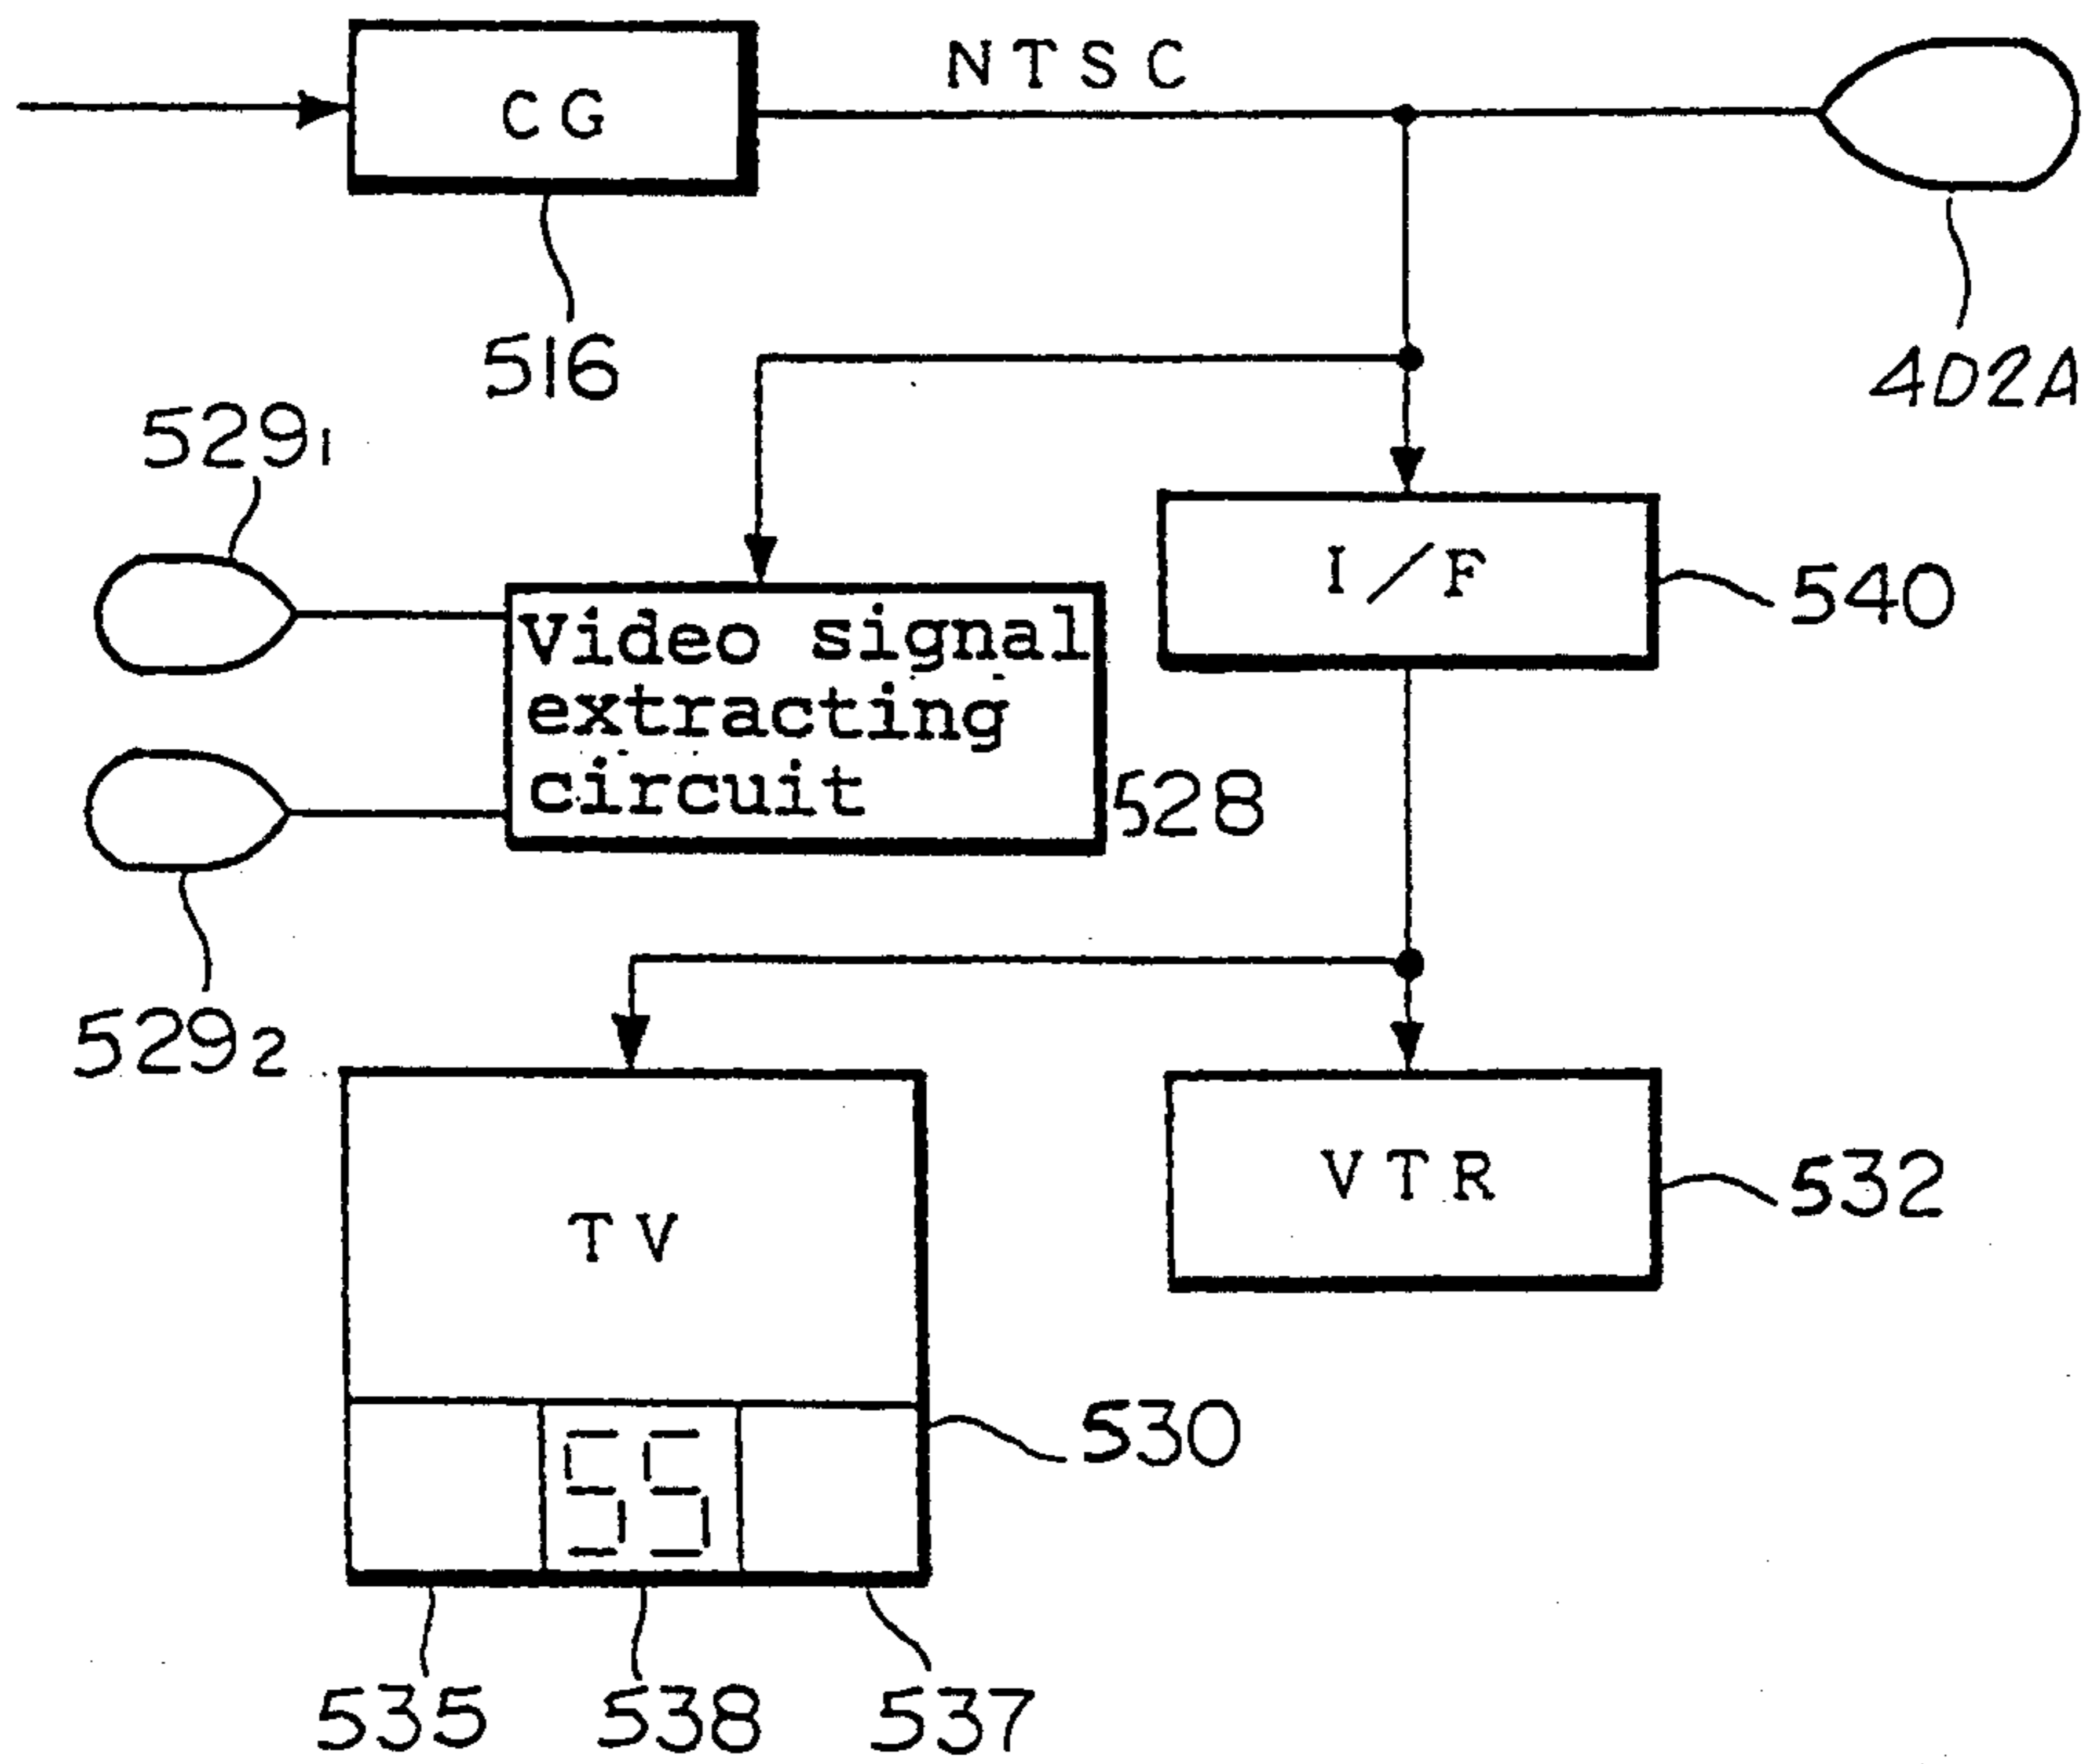 CG
NTSC
516
402A
529₁
I/F
540
Video signal
extracting
circuit
528
529₂
TV
VTR
532
530
55
535
538
537